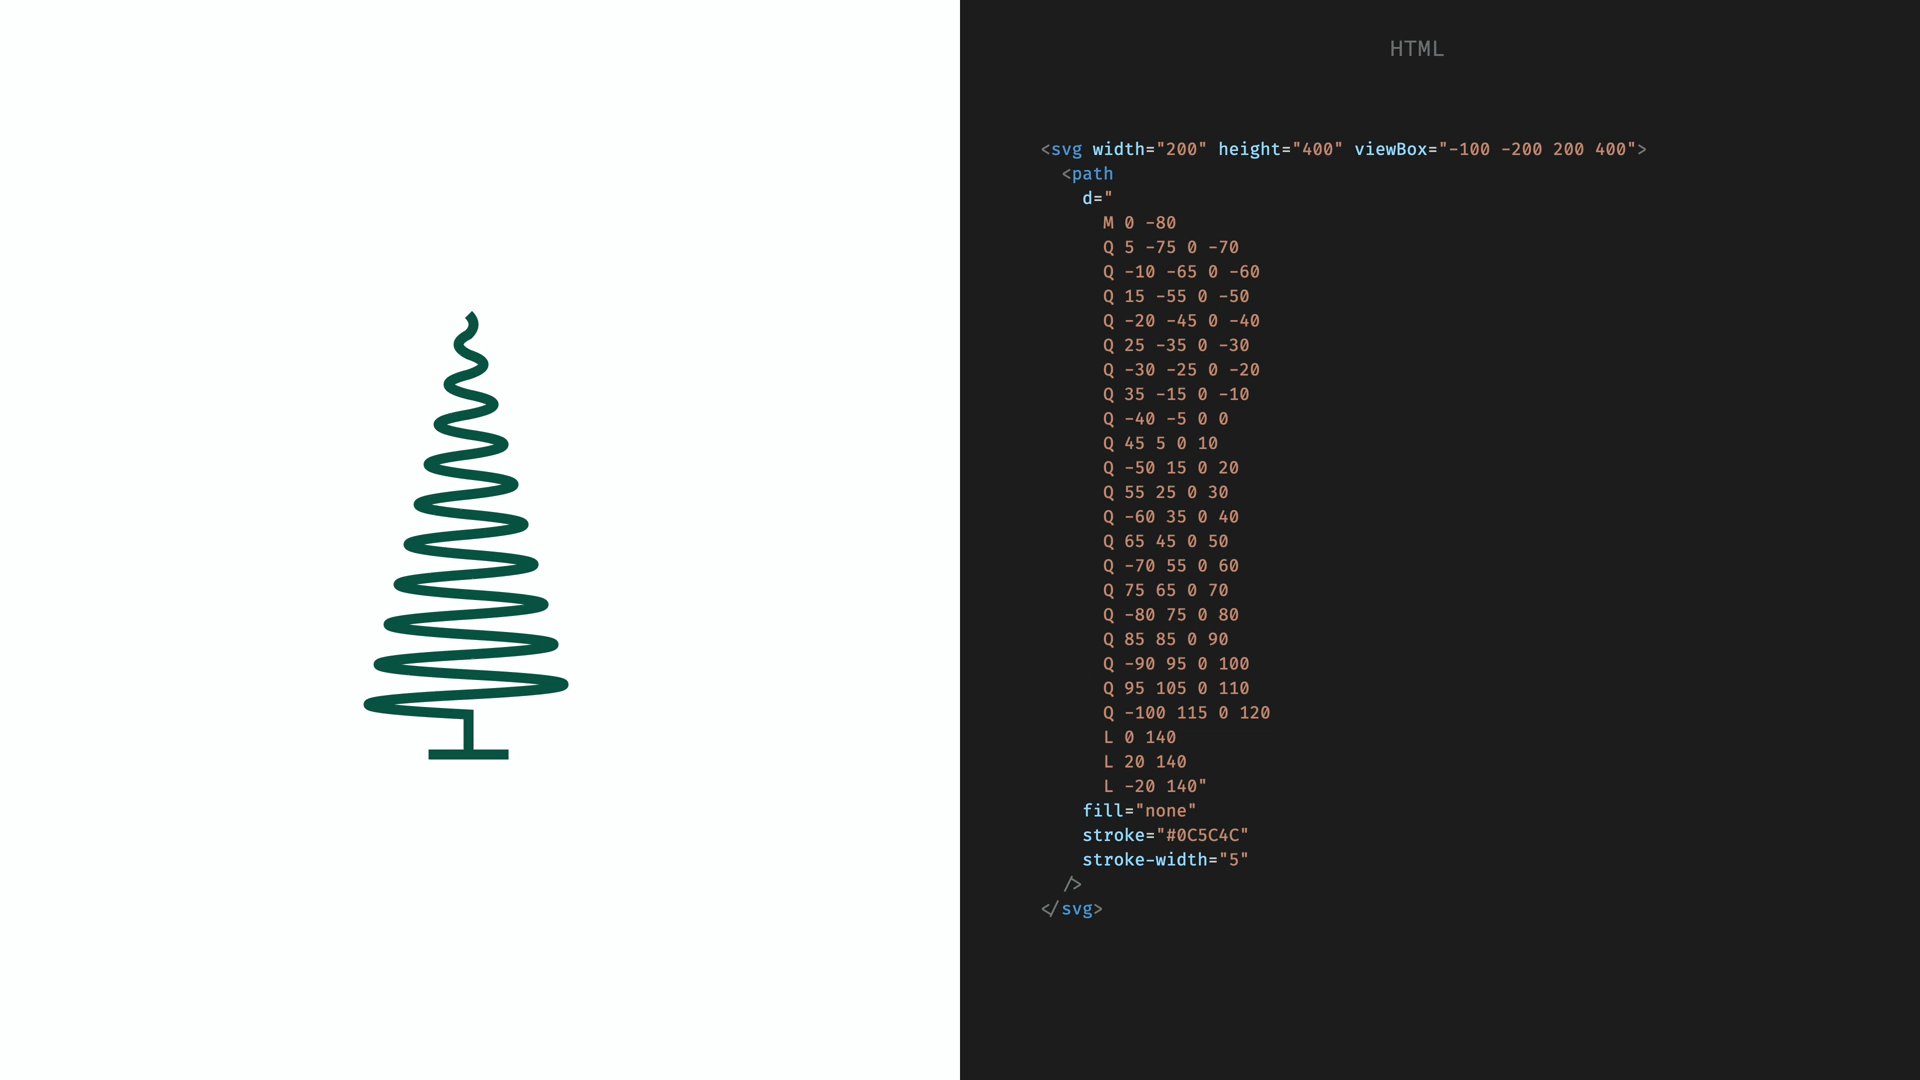 HTML
<svg width="200" height="400" viewBox="-100 -200 200 400">
<path
d="
M 0 -80
Q 5 -75 0 -70
Q -10 -65 0 -60
Q 15 -55 0 -50
Q -20 -45 0 -40
Q 25 -35 0 -30
Q -30 -25 0 -20
Q 35 -15 0 -10
Q -40 -5 0 0
Q 45 5 0 10
Q -50 15 0 20
Q 55 25 0 30
Q -60 35 0 40
Q 65 45 0 50
Q -70 55 0 60
Q 75 65 0 70
Q -80 75 0 80
Q 85 85 0 90
Q -90 95 0 100
Q 95 105 0 110
Q -100 115 0 120
L 0 140
L 20 140
L -20 140"
fill="none"
stroke="#0C5C4C"
stroke-width="5"
/>
</svg>